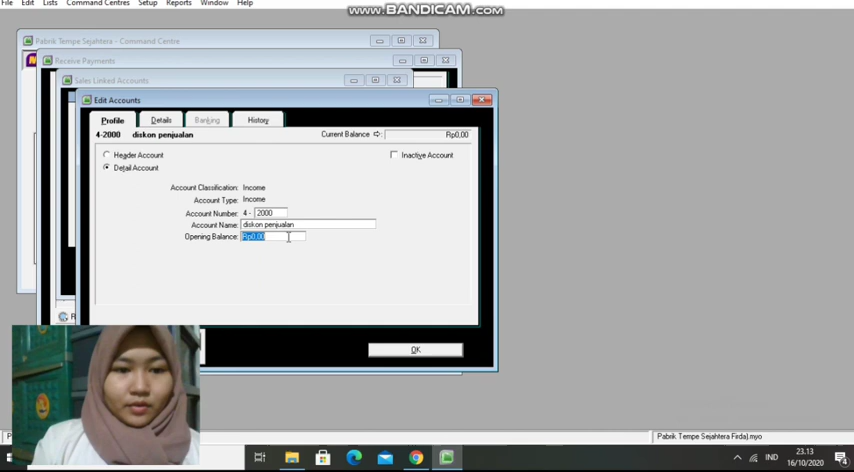 File Edit Lists Command Centres Setup Reports Window Help
www.BANDICAM.com
Pabrik Tempe Sejahtera - Command Centre
Receive Payments
Sales Linked Accounts
Edit Accounts
Profile Details Banking History
4-2000 diskon penjualan Current Balance Rp0,00
Header Account Inactive Account
Detail Account
Account Classification: Income
Account Type: Income
Account Number: 4 - 2000
Account Name: diskon penjualan
Opening Balance: Rp0,00
R
OK
P Pabrik Tempe Sejahtera Firda).myo
IND 23.13
16/10/2020 4